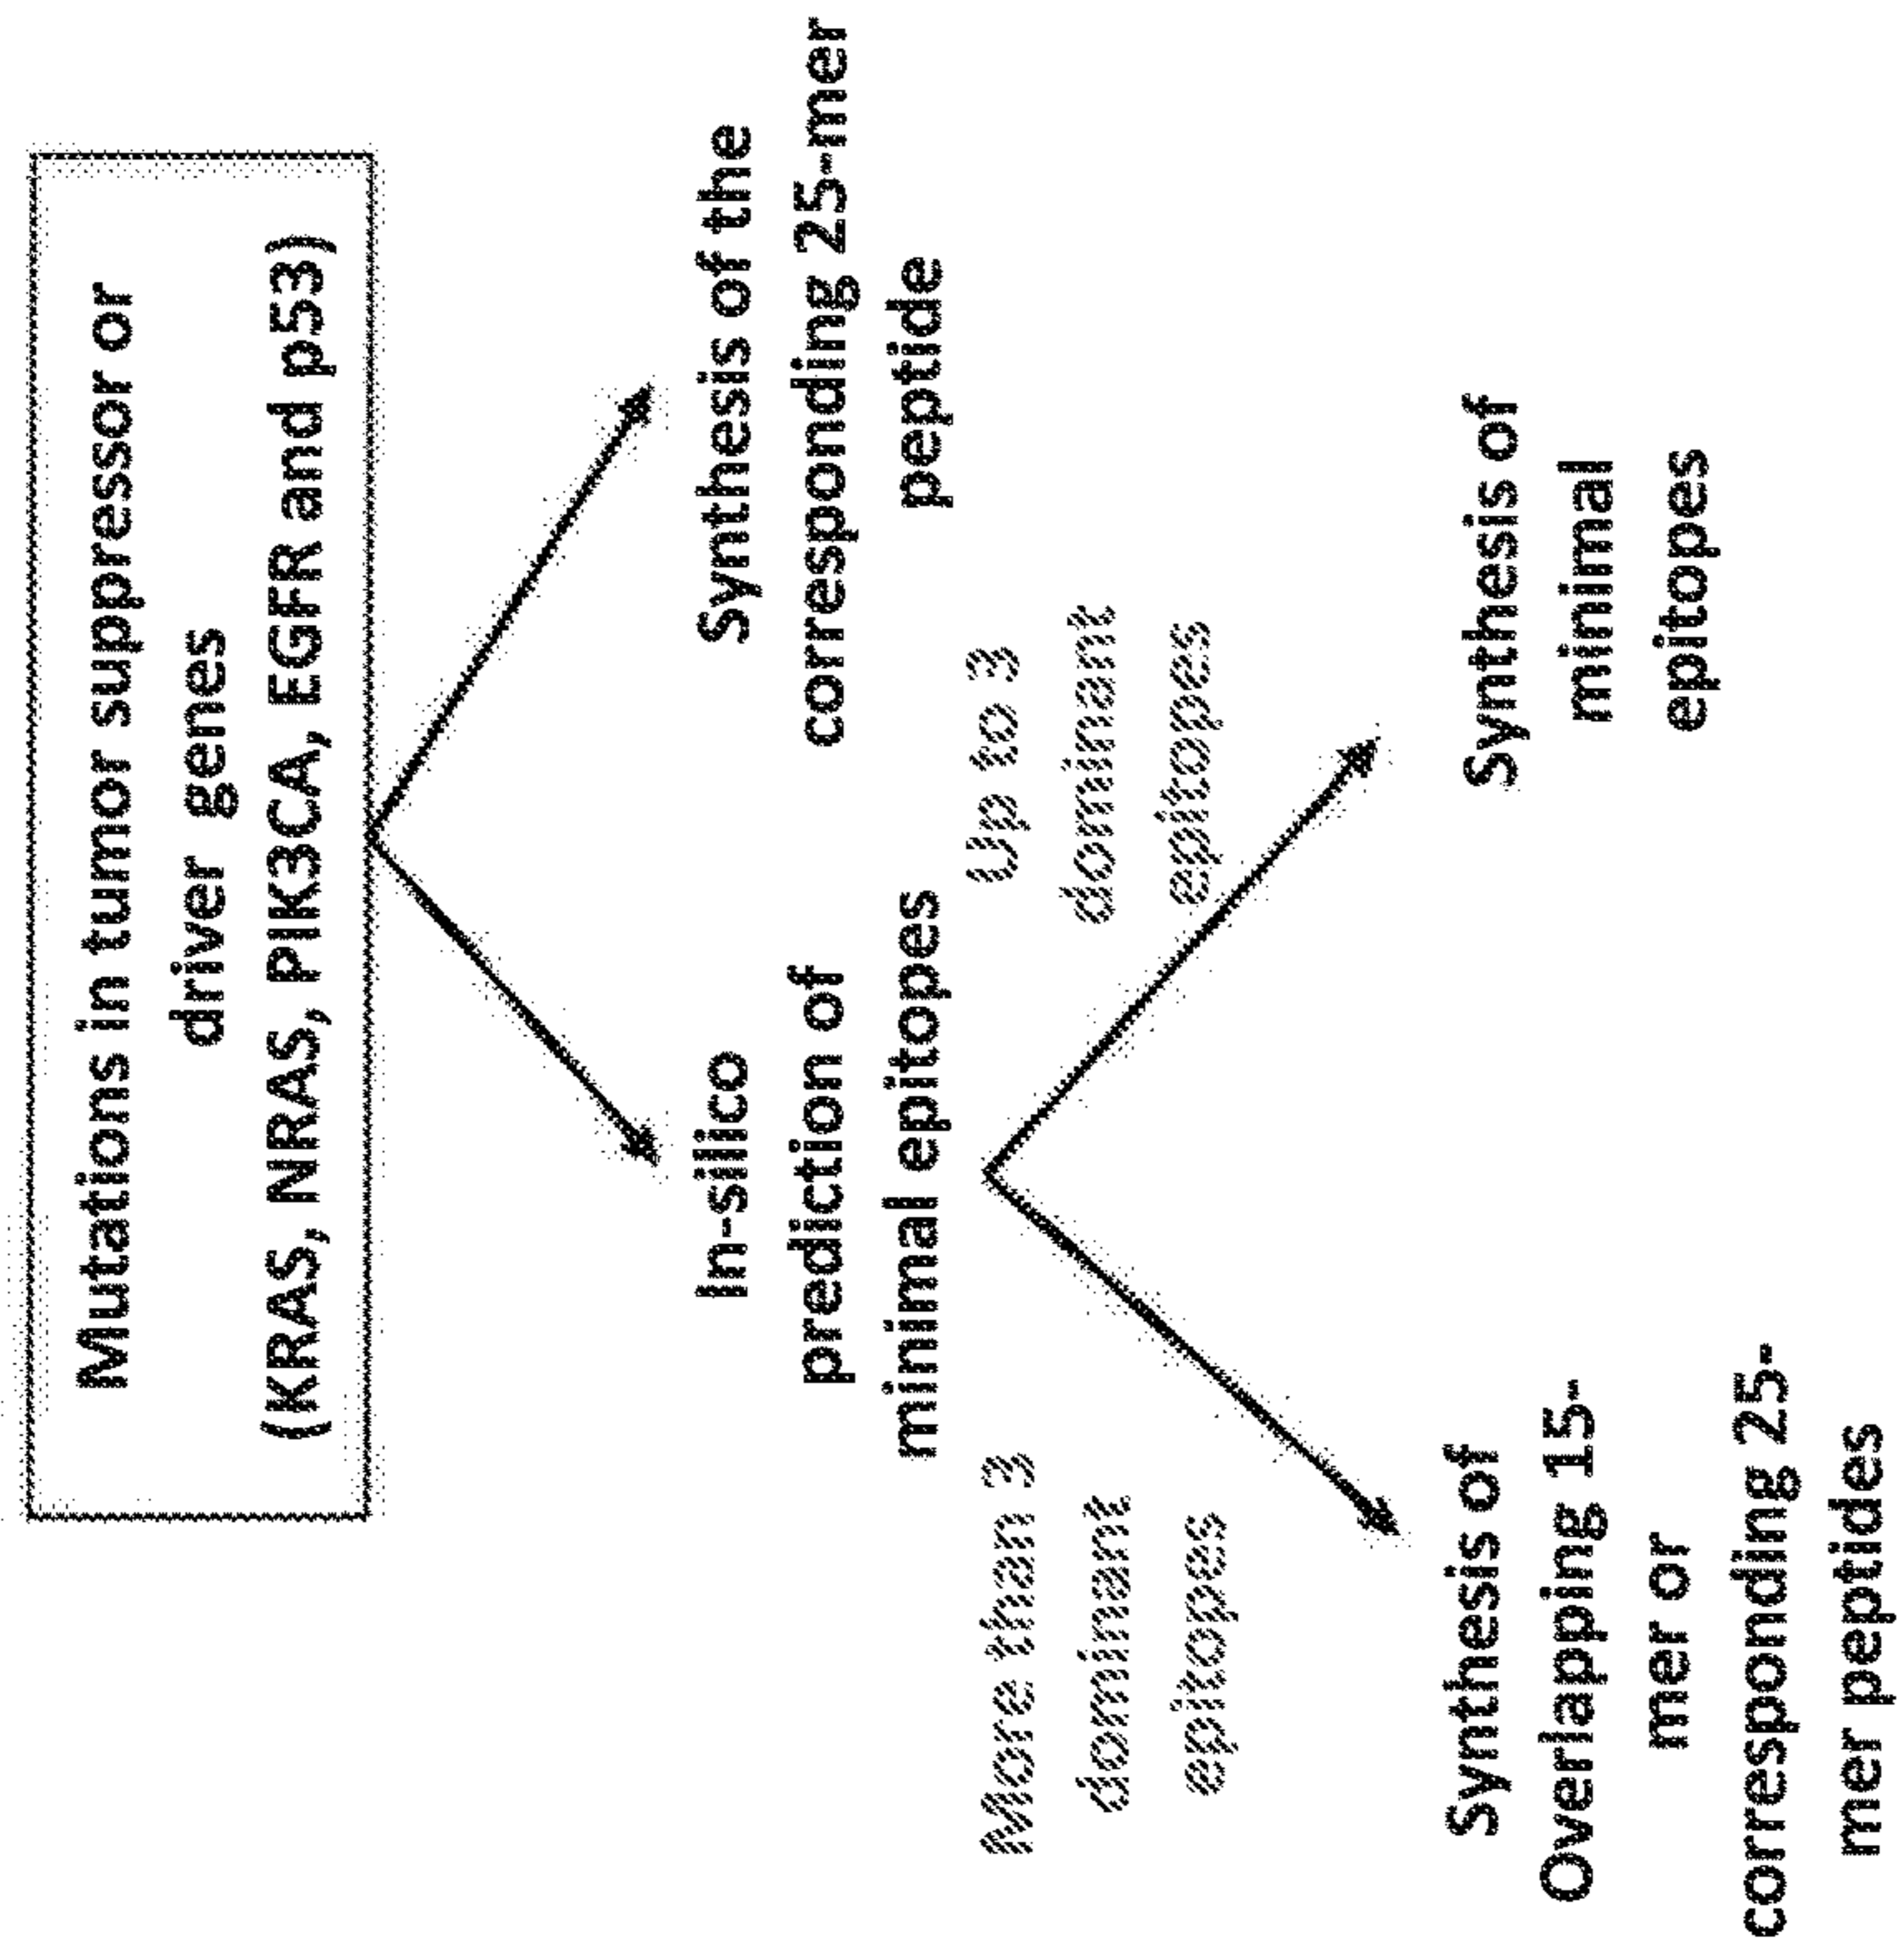 Mutations in tumor suppressor or
driver genes
(KRAS, NRAS, PIK3CA, EGFR and p53)
In-silico
prediction of
minimal epitopes
Synthesis of the
corresponding 25-mer
peptide
More than 3
dominant
epitopes
Up to 3
dominant
epitopes
Synthesis of
Overlapping 15-
mer or
corresponding 25-
mer peptides
Synthesis of
minimal
epitopes